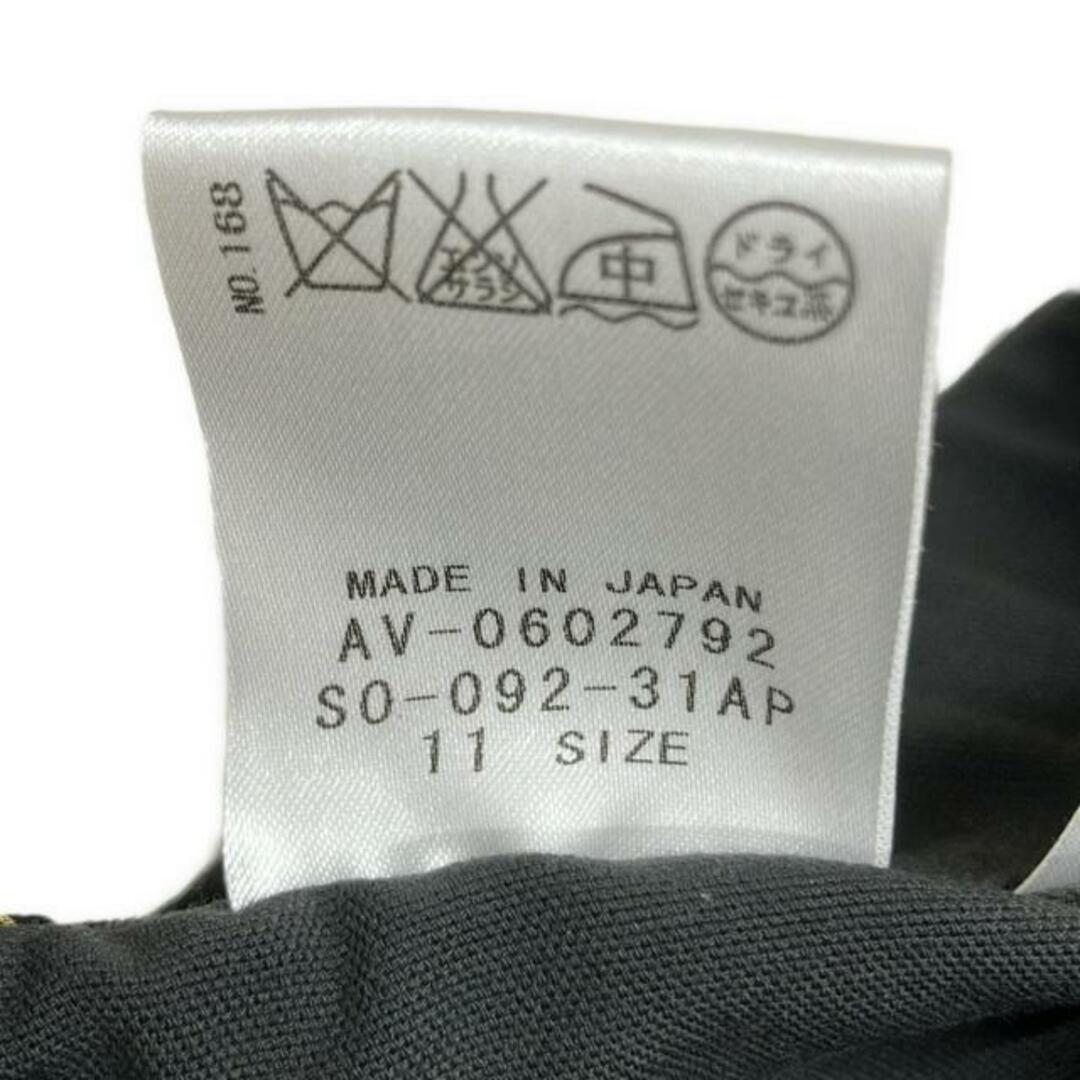 NO. 168
エンソ
サラシ
中
ドライ
セキユ系
MADE IN JAPAN
AV-0602792
SO-092-31AP
11 SIZE